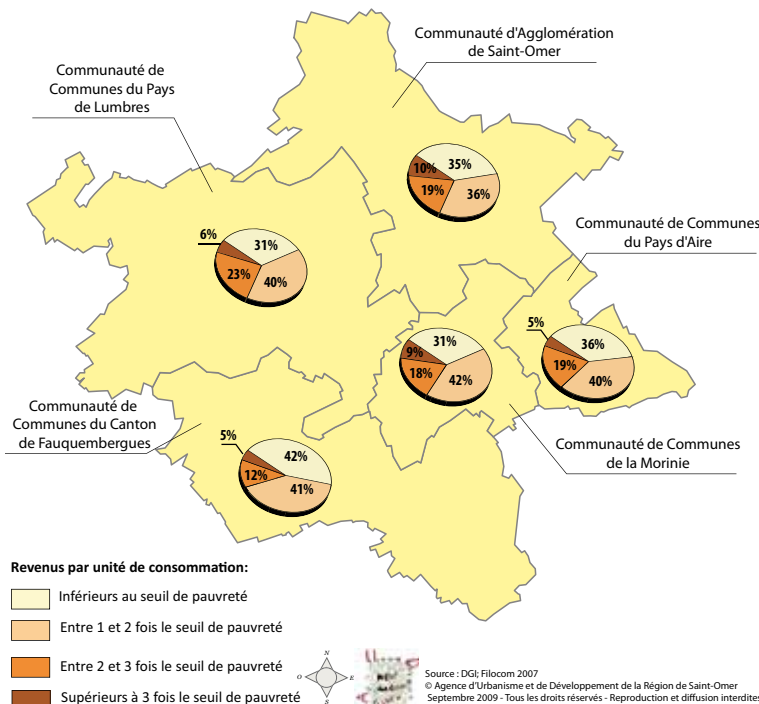 Communauté d'Agglomération
de Saint-Omer
Communauté de
Communes du Pays
de Lumbres
35%
10%
19%
36%
Communauté de Communes
du Pays d'Aire
6%
31%
23%
40%
5%
36%
19%
40%
31%
9%
18%
42%
Communauté de
Communes du Canton
de Fauquembergues
5%
42%
12%
41%
Communauté de Communes
de la Morinie
Revenus par unité de consommation:
Inférieurs au seuil de pauvreté
Entre 1 et 2 fois le seuil de pauvreté
Entre 2 et 3 fois le seuil de pauvreté
Supérieurs à 3 fois le seuil de pauvreté
N
O
E
S
Source : DGI; Filocom 2007
© Agence d'Urbanisme et de Développement de la Région de Saint-Omer
Septembre 2009 - Tous les droits réservés - Reproduction et diffusion interdites